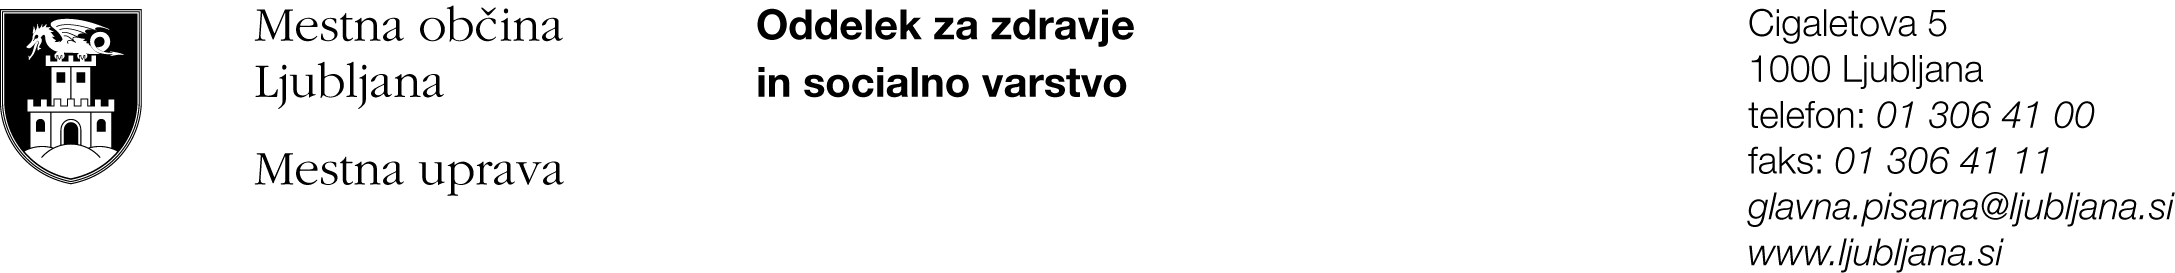 Mestna občina
Ljubljana
Mestna uprava
Oddelek za zdravje
in socialno varstvo
Cigaletova 5
1000 Ljubljana
telefon: 01 306 41 00
faks: 01 306 41 11
glavna.pisarna@ljubljana.si
www.ljubljana.si